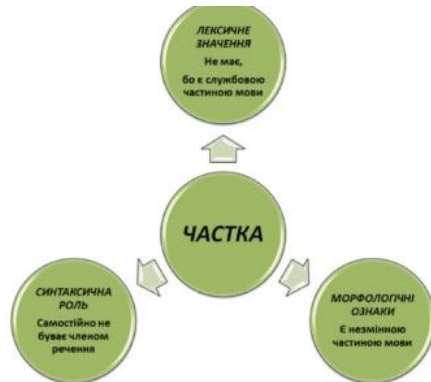 ЛЕКСИЧНЕ
ЗНАЧЕННЯ
Не має,
бо є службовою
частиною мови
ЧАСТКА
СИНТАКСИЧНА
РОЛЬ
Самостійно не
буває членом
речення
МОРФОЛОГІЧНІ
ОЗНАКИ
Є незмінною
частиною мови